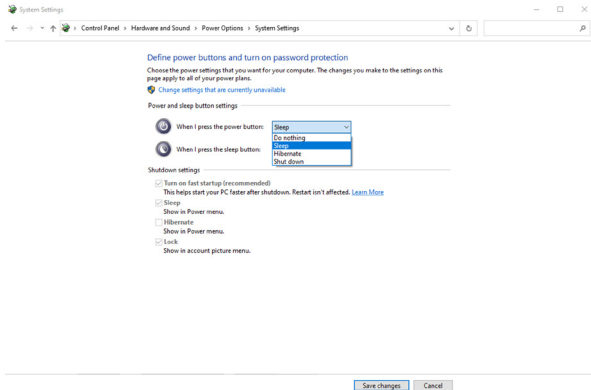 System Settings
Control Panel › Hardware and Sound › Power Options › System Settings
Define power buttons and turn on password protection
Choose the power settings that you want for your computer. The changes you make to the settings on this
page apply to all of your power plans.
Change settings that are currently unavailable
Power and sleep button settings
When I press the power button: Sleep
Do nothing
Sleep
When I press the sleep button:
Hibernate
Shut down
Shutdown settings
Turn on fast startup (recommended)
This helps start your PC faster after shutdown. Restart isn't affected. Learn More
Sleep
Show in Power menu.
Hibernate
Show in Power menu.
Lock
Show in account picture menu.
Save changes Cancel